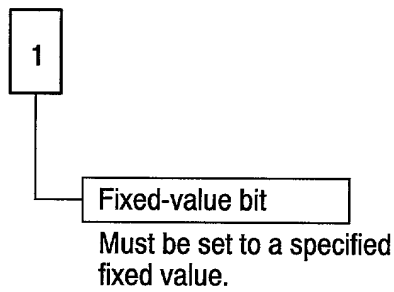 1
Fixed-value bit
Must be set to a specified
fixed value.